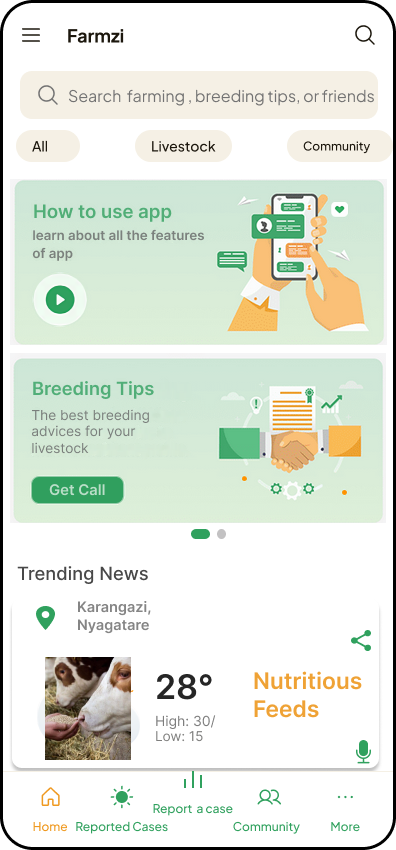 Farmzi
Search farming , breeding tips, or friends
All
Livestock
Community
How to use app
learn about all the features
of app
Breeding Tips
The best breeding
advices for your
livestock
Get Call
Trending News
Karangazi,
Nyagatare
28°
High: 30/
Low: 15
Nutritious
Feeds
Home
Reported Cases
Report a case
Community
More